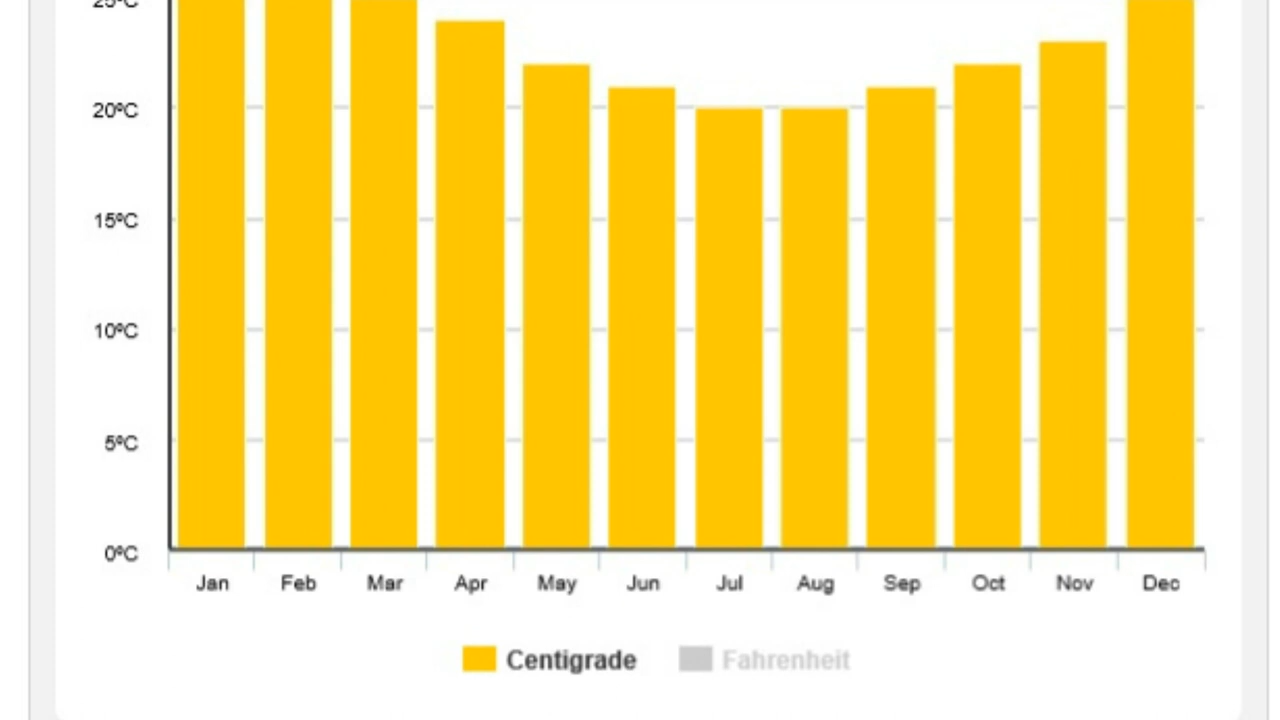 25ºC
20ºC
15ºC
10ºC
5ºC
0ºC
Jan Feb Mar Apr May Jun Jul Aug Sep Oct Nov Dec
Centigrade Fahrenheit